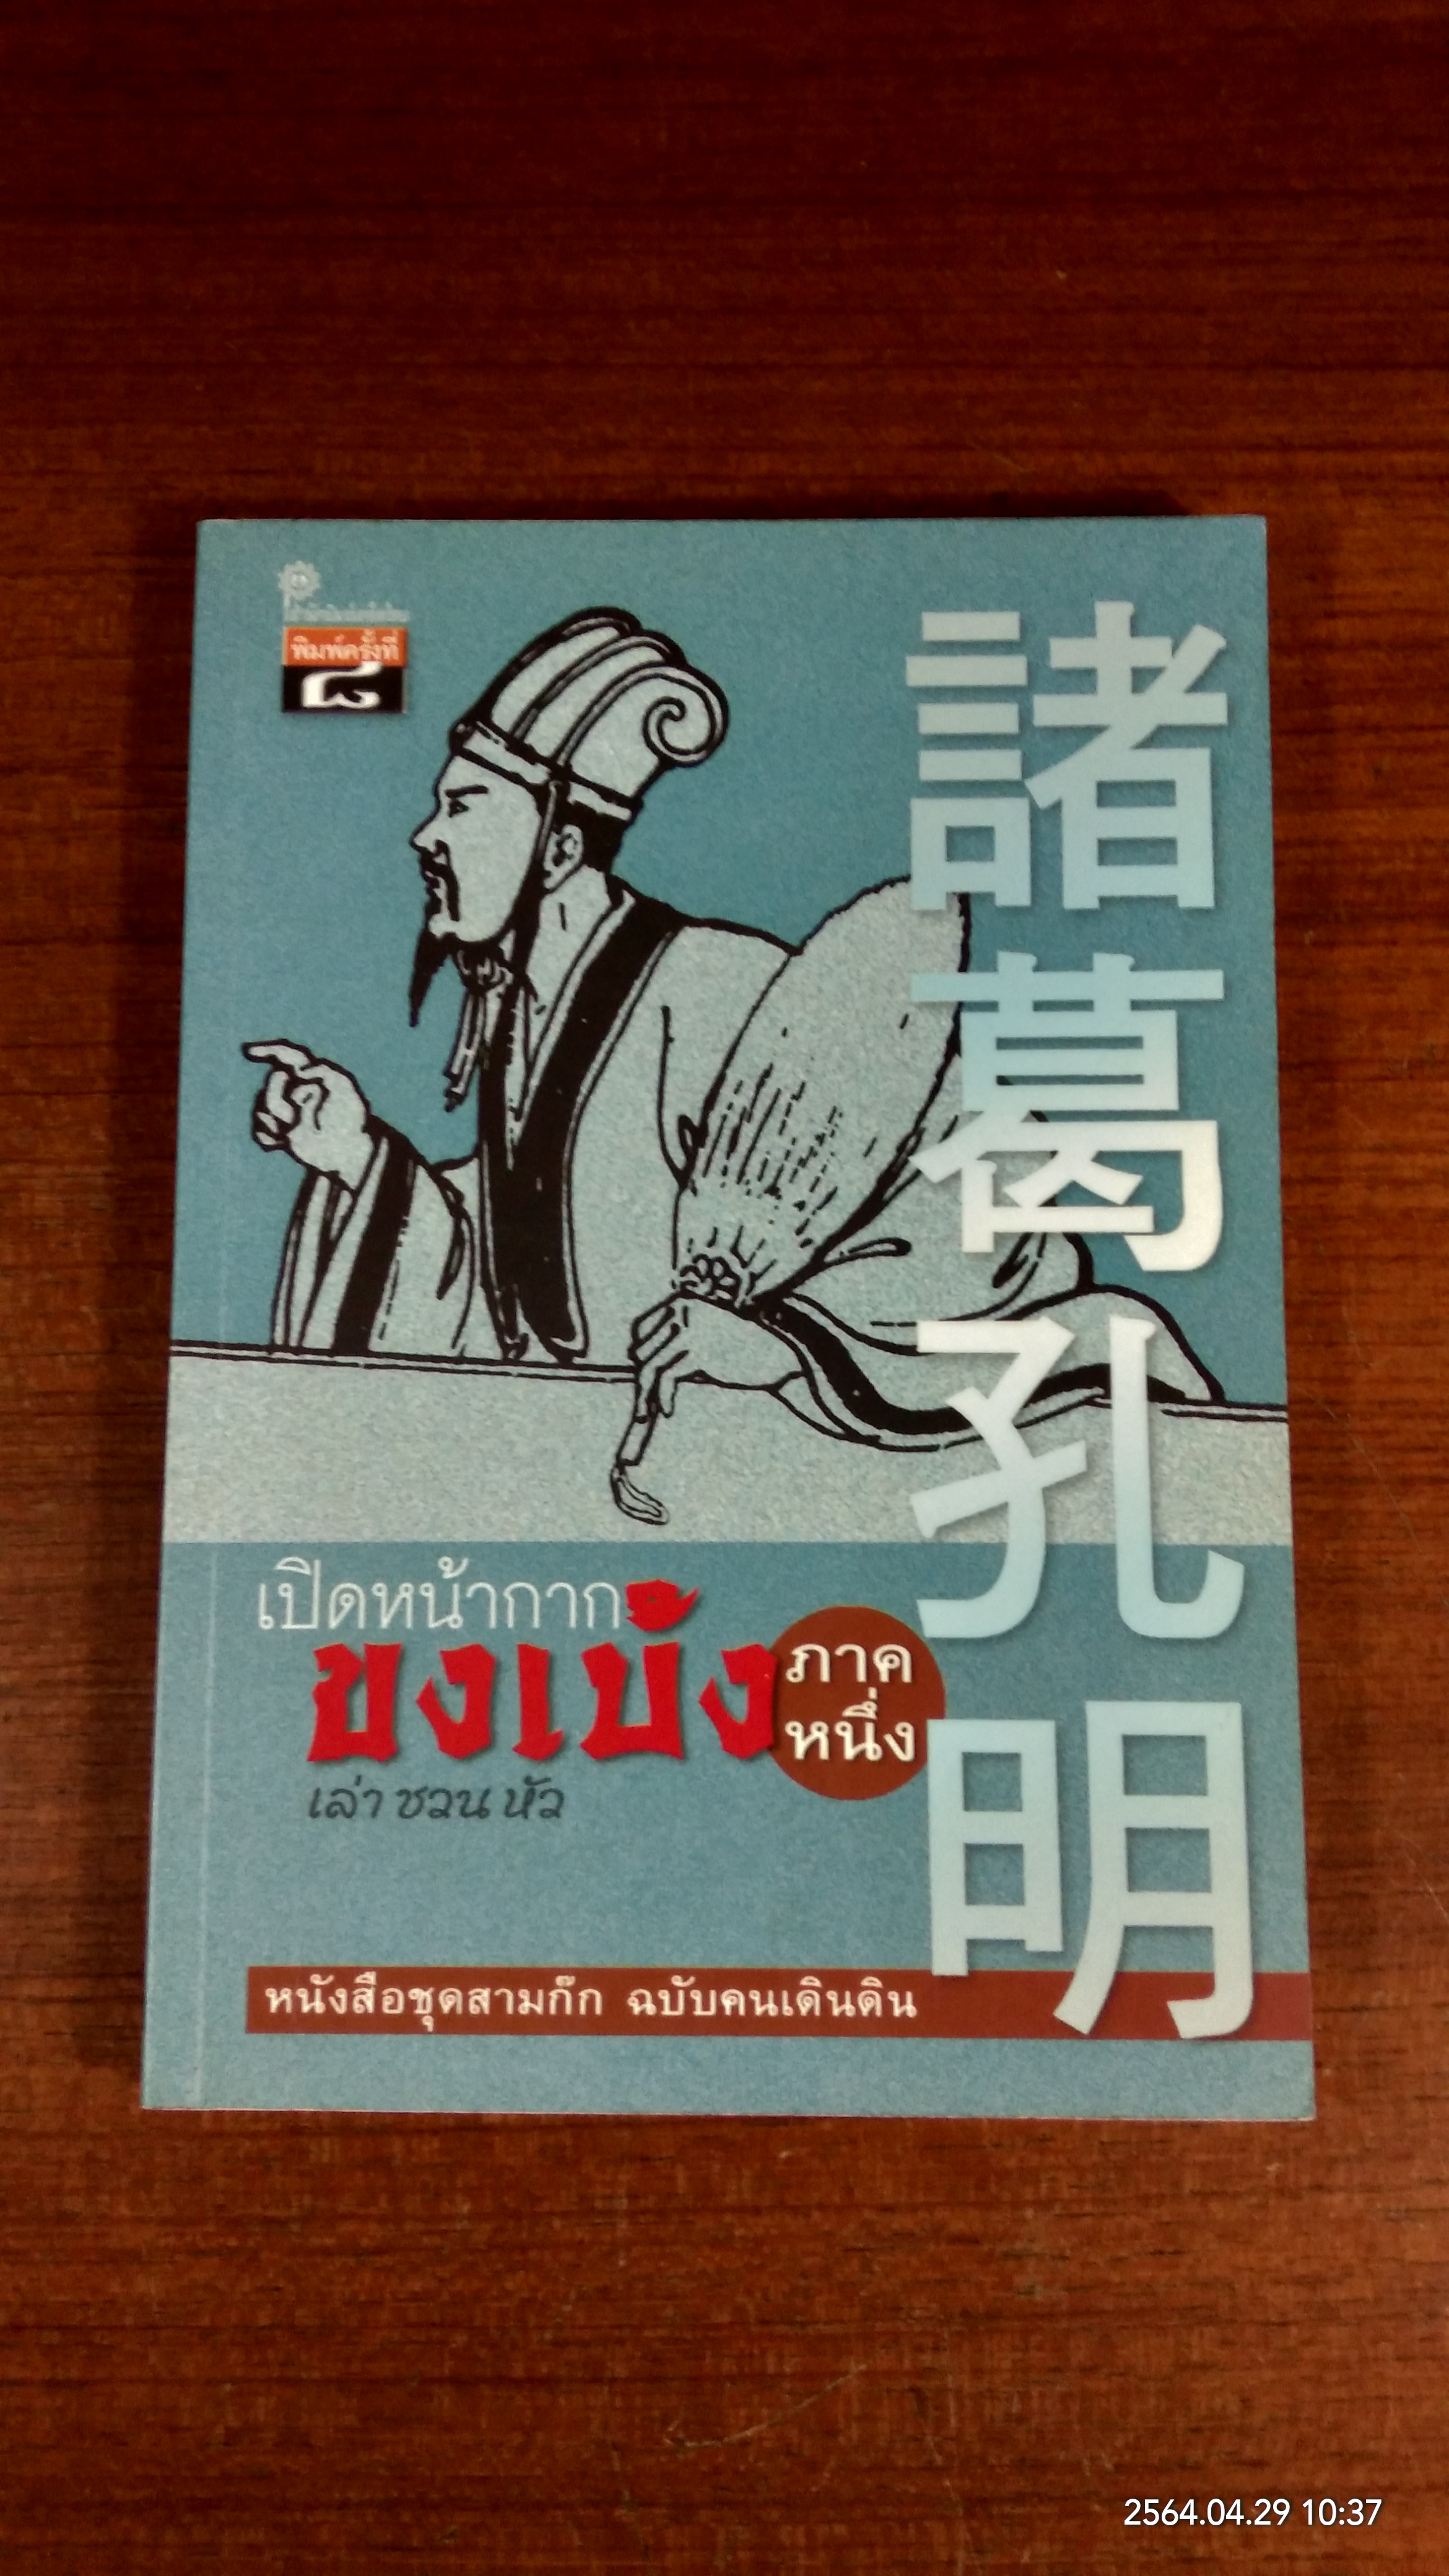 พิมพ์ครั้งที่
๘
諸葛孔明
เปิดหน้ากาก
ขงเบ้ง
ภาค
หนึ่ง
เล่า ชวน หัว
หนังสือชุดสามก๊ก ฉบับคนเดินดิน
2564.04.29 10:37